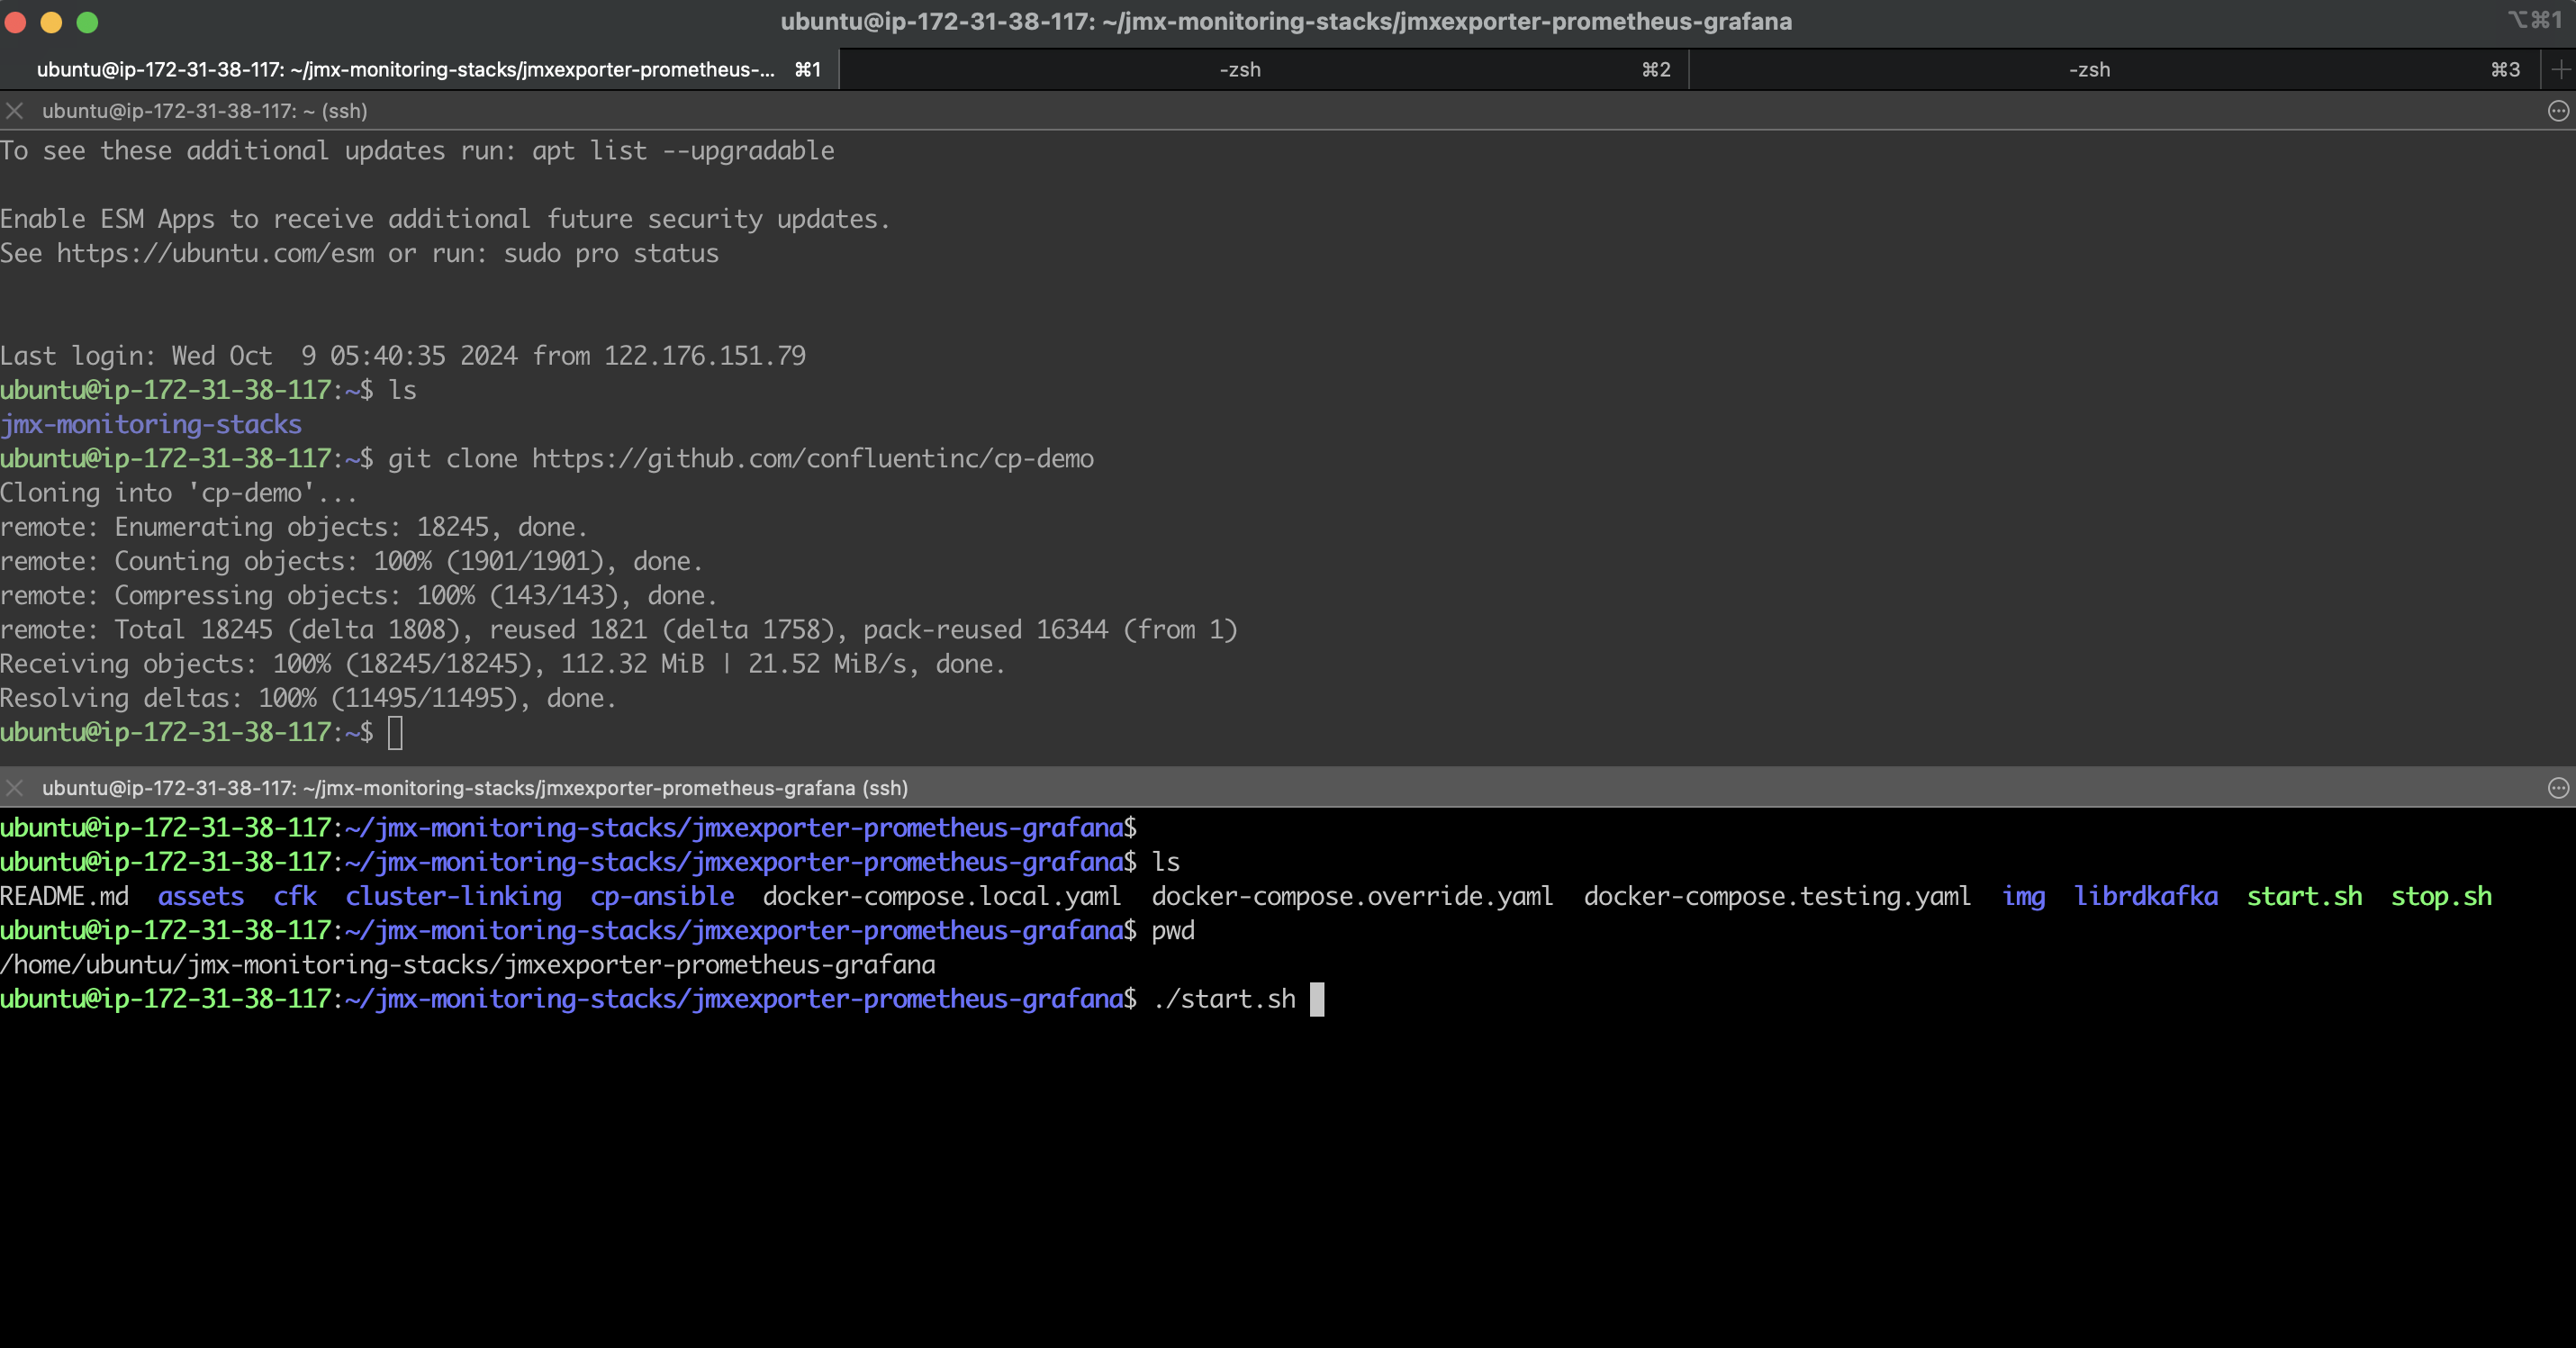 ubuntu@ip-172-31-38-117: ~/jmx-monitoring-stacks/jmxexporter-prometheus-grafana ⌥⌘1
ubuntu@ip-172-31-38-117: ~/jmx-monitoring-stacks/jmxexporter-prometheus-... ⌘1 -zsh ⌘2 -zsh ⌘3
ubuntu@ip-172-31-38-117: ~ (ssh)
To see these additional updates run: apt list --upgradable
Enable ESM Apps to receive additional future security updates.
See https://ubuntu.com/esm or run: sudo pro status
Last login: Wed Oct  9 05:40:35 2024 from 122.176.151.79
ubuntu@ip-172-31-38-117:~$ ls
jmx-monitoring-stacks
ubuntu@ip-172-31-38-117:~$ git clone https://github.com/confluentinc/cp-demo
Cloning into 'cp-demo'...
remote: Enumerating objects: 18245, done.
remote: Counting objects: 100% (1901/1901), done.
remote: Compressing objects: 100% (143/143), done.
remote: Total 18245 (delta 1808), reused 1821 (delta 1758), pack-reused 16344 (from 1)
Receiving objects: 100% (18245/18245), 112.32 MiB | 21.52 MiB/s, done.
Resolving deltas: 100% (11495/11495), done.
ubuntu@ip-172-31-38-117:~$
ubuntu@ip-172-31-38-117: ~/jmx-monitoring-stacks/jmxexporter-prometheus-grafana (ssh)
ubuntu@ip-172-31-38-117:~/jmx-monitoring-stacks/jmxexporter-prometheus-grafana$
ubuntu@ip-172-31-38-117:~/jmx-monitoring-stacks/jmxexporter-prometheus-grafana$ ls
README.md  assets  cfk  cluster-linking  cp-ansible  docker-compose.local.yaml  docker-compose.override.yaml  docker-compose.testing.yaml  img  librdkafka  start.sh  stop.sh
ubuntu@ip-172-31-38-117:~/jmx-monitoring-stacks/jmxexporter-prometheus-grafana$ pwd
/home/ubuntu/jmx-monitoring-stacks/jmxexporter-prometheus-grafana
ubuntu@ip-172-31-38-117:~/jmx-monitoring-stacks/jmxexporter-prometheus-grafana$ ./start.sh